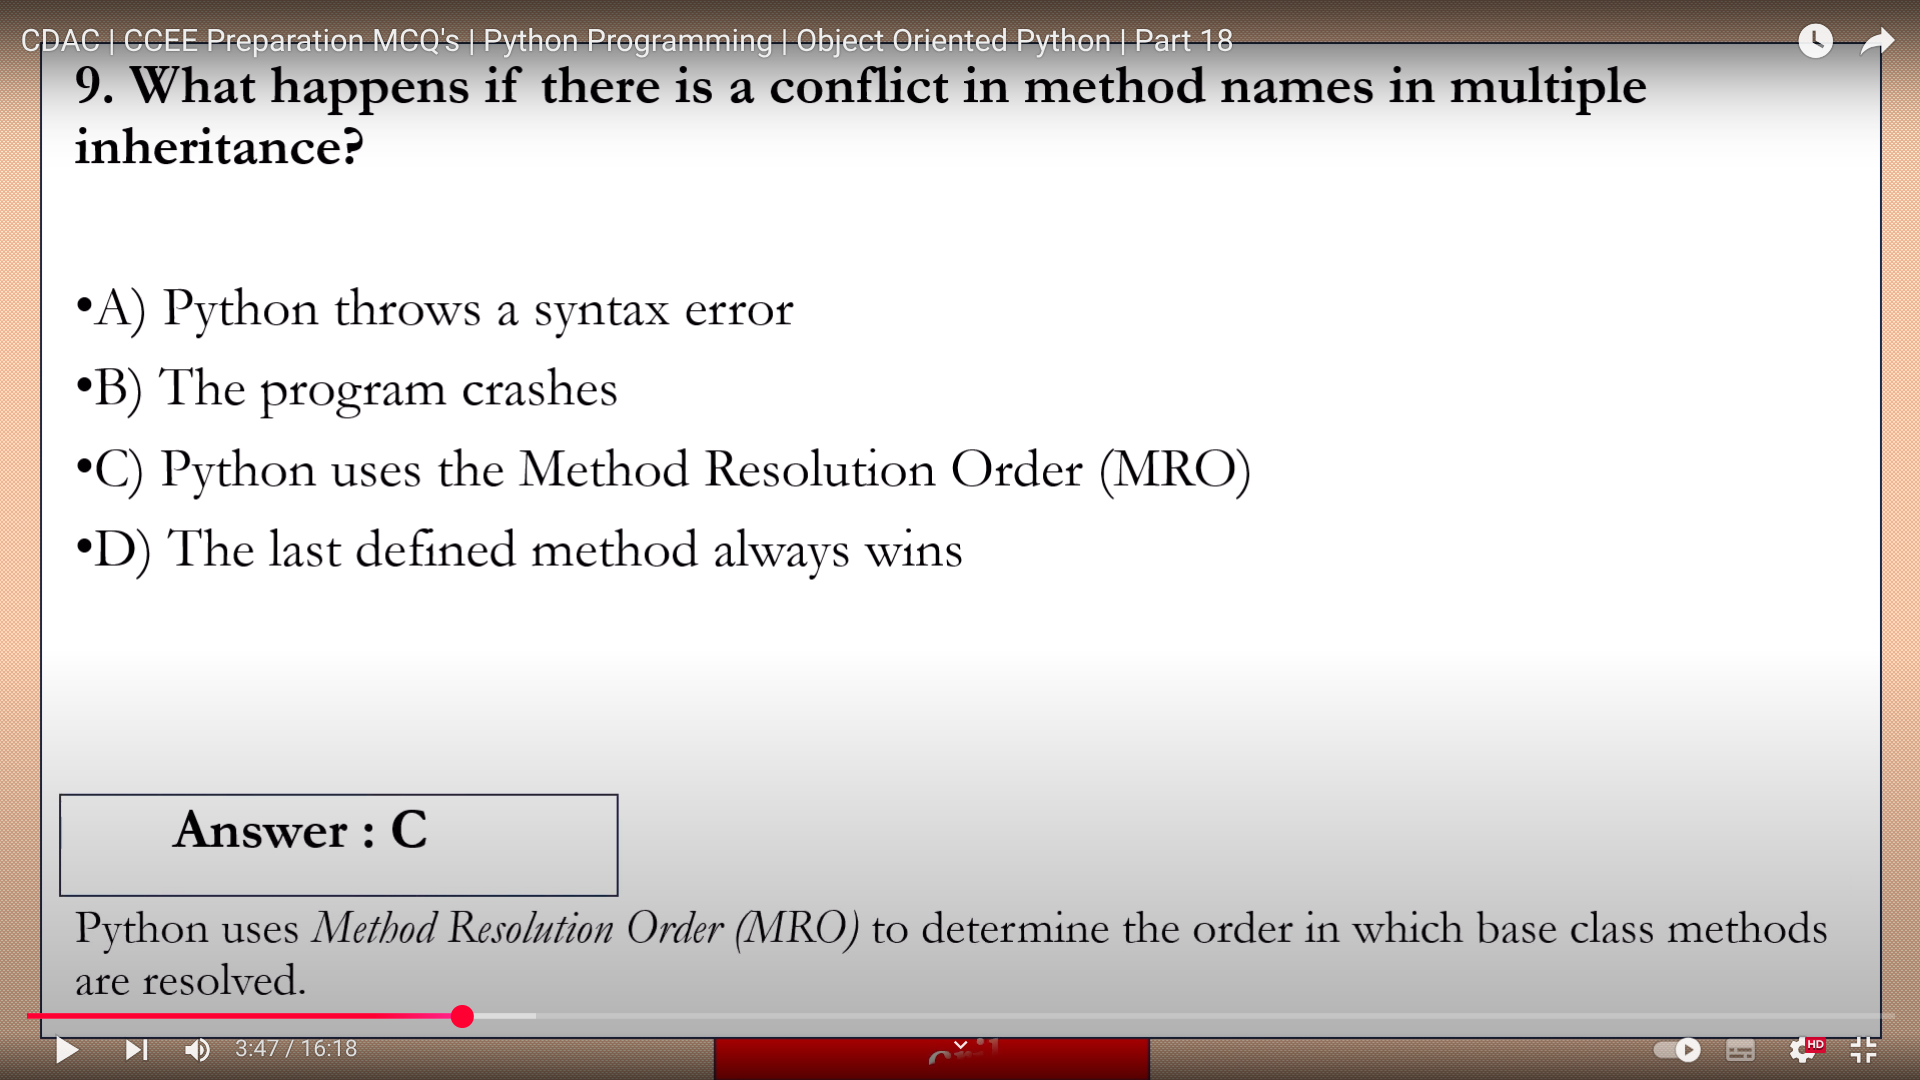 CDAC | CCEE Preparation MCQ's | Python Programming | Object Oriented Python | Part 18
9. What happens if there is a conflict in method names in multiple
inheritance?
•A) Python throws a syntax error
•B) The program crashes
•C) Python uses the Method Resolution Order (MRO)
•D) The last defined method always wins
Answer : C
Python uses Method Resolution Order (MRO) to determine the order in which base class methods
are resolved.
3:47 / 16:18
HD